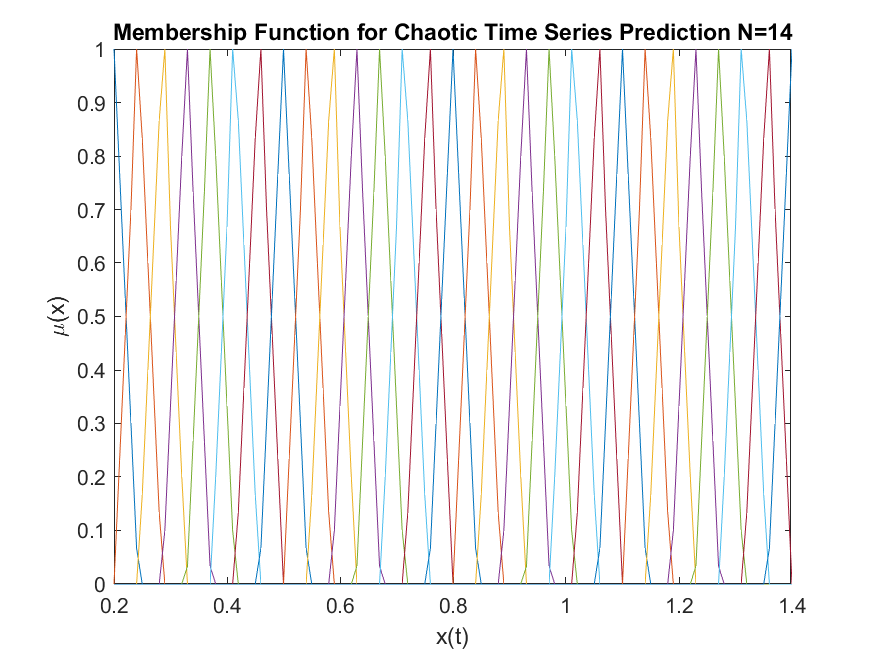 Membership Function for Chaotic Time Series Prediction N=14
1
0.9
0.8
0.7
0.6
0.5
0.4
0.3
0.2
0.1
0
μ(x)
0.2 0.4 0.6 0.8 1 1.2 1.4
x(t)